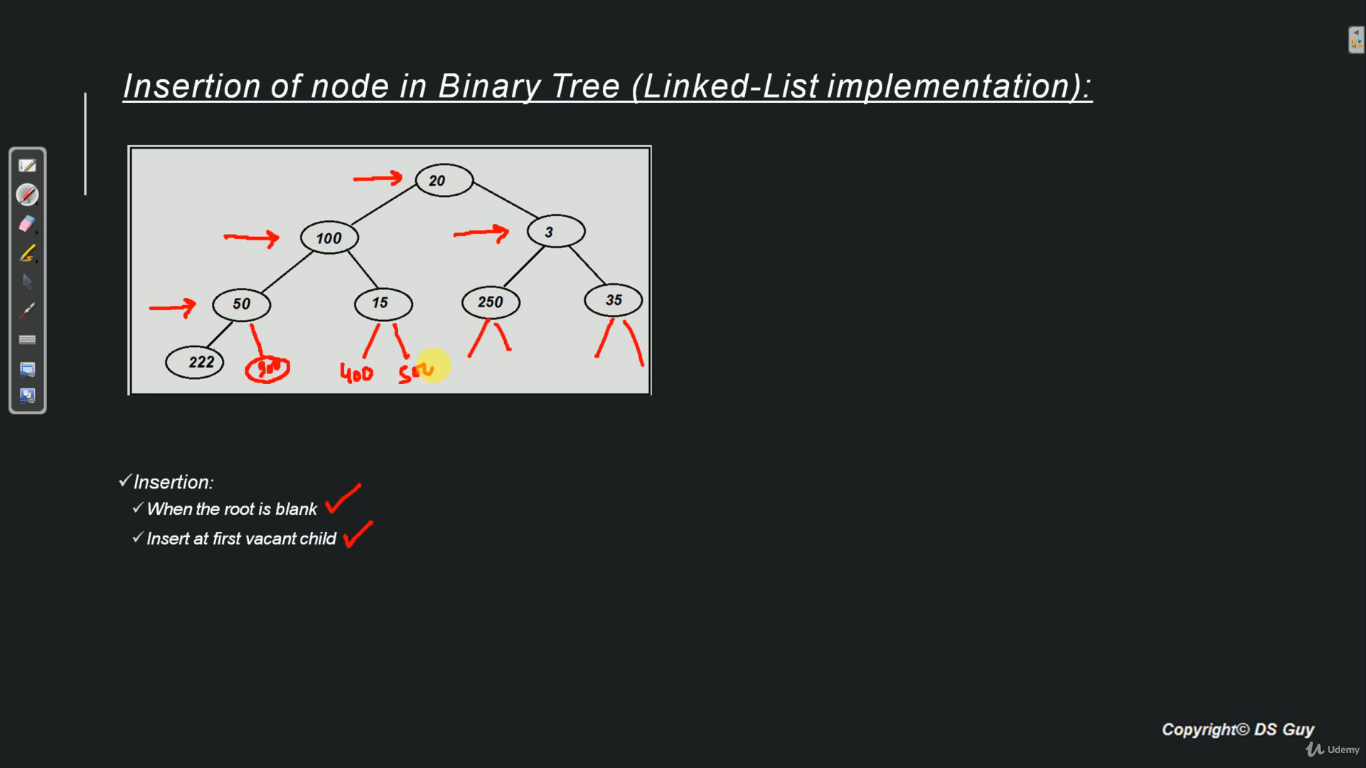 Insertion of node in Binary Tree (Linked-List implementation):
20
100
3
50
15
250
35
222
400
✓Insertion:
✓When the root is blank
✓Insert at first vacant child
Copyright© DS Guy
Udemy